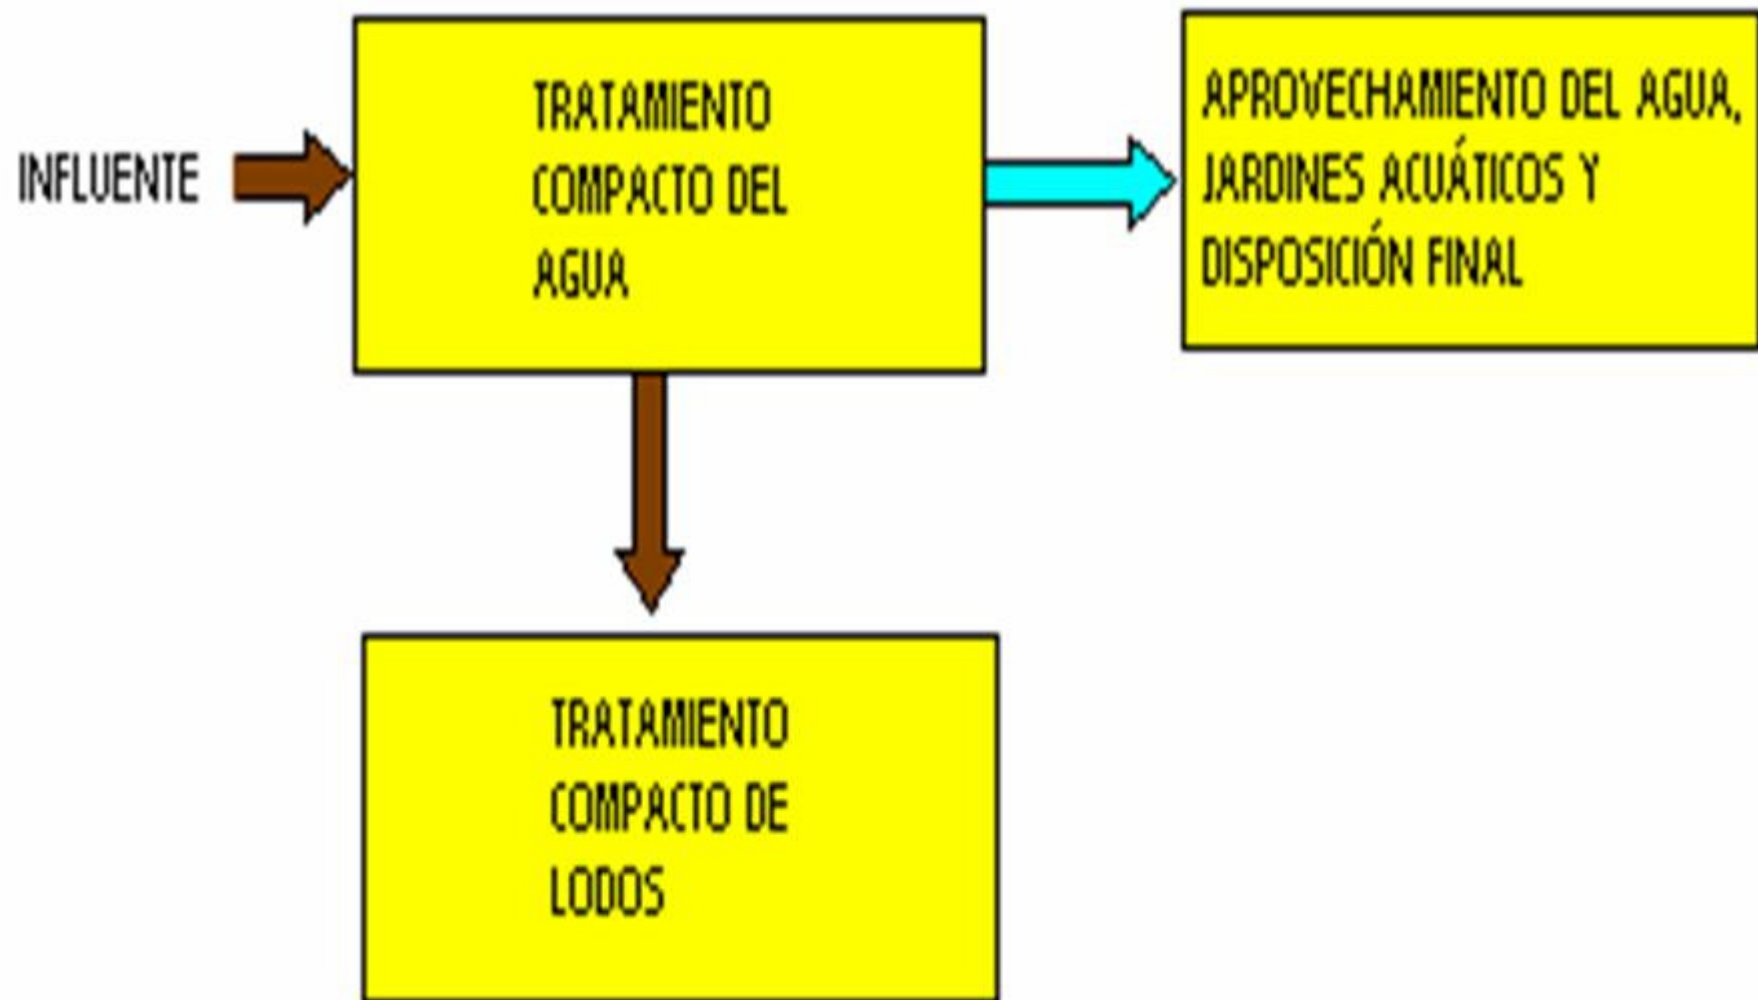 INFLUENTE
TRATAMIENTO
COMPACTO DEL
AGUA
APROVECHAMIENTO DEL AGUA,
JARDINES ACUÁTICOS Y
DISPOSICIÓN FINAL
TRATAMIENTO
COMPACTO DE
LODOS